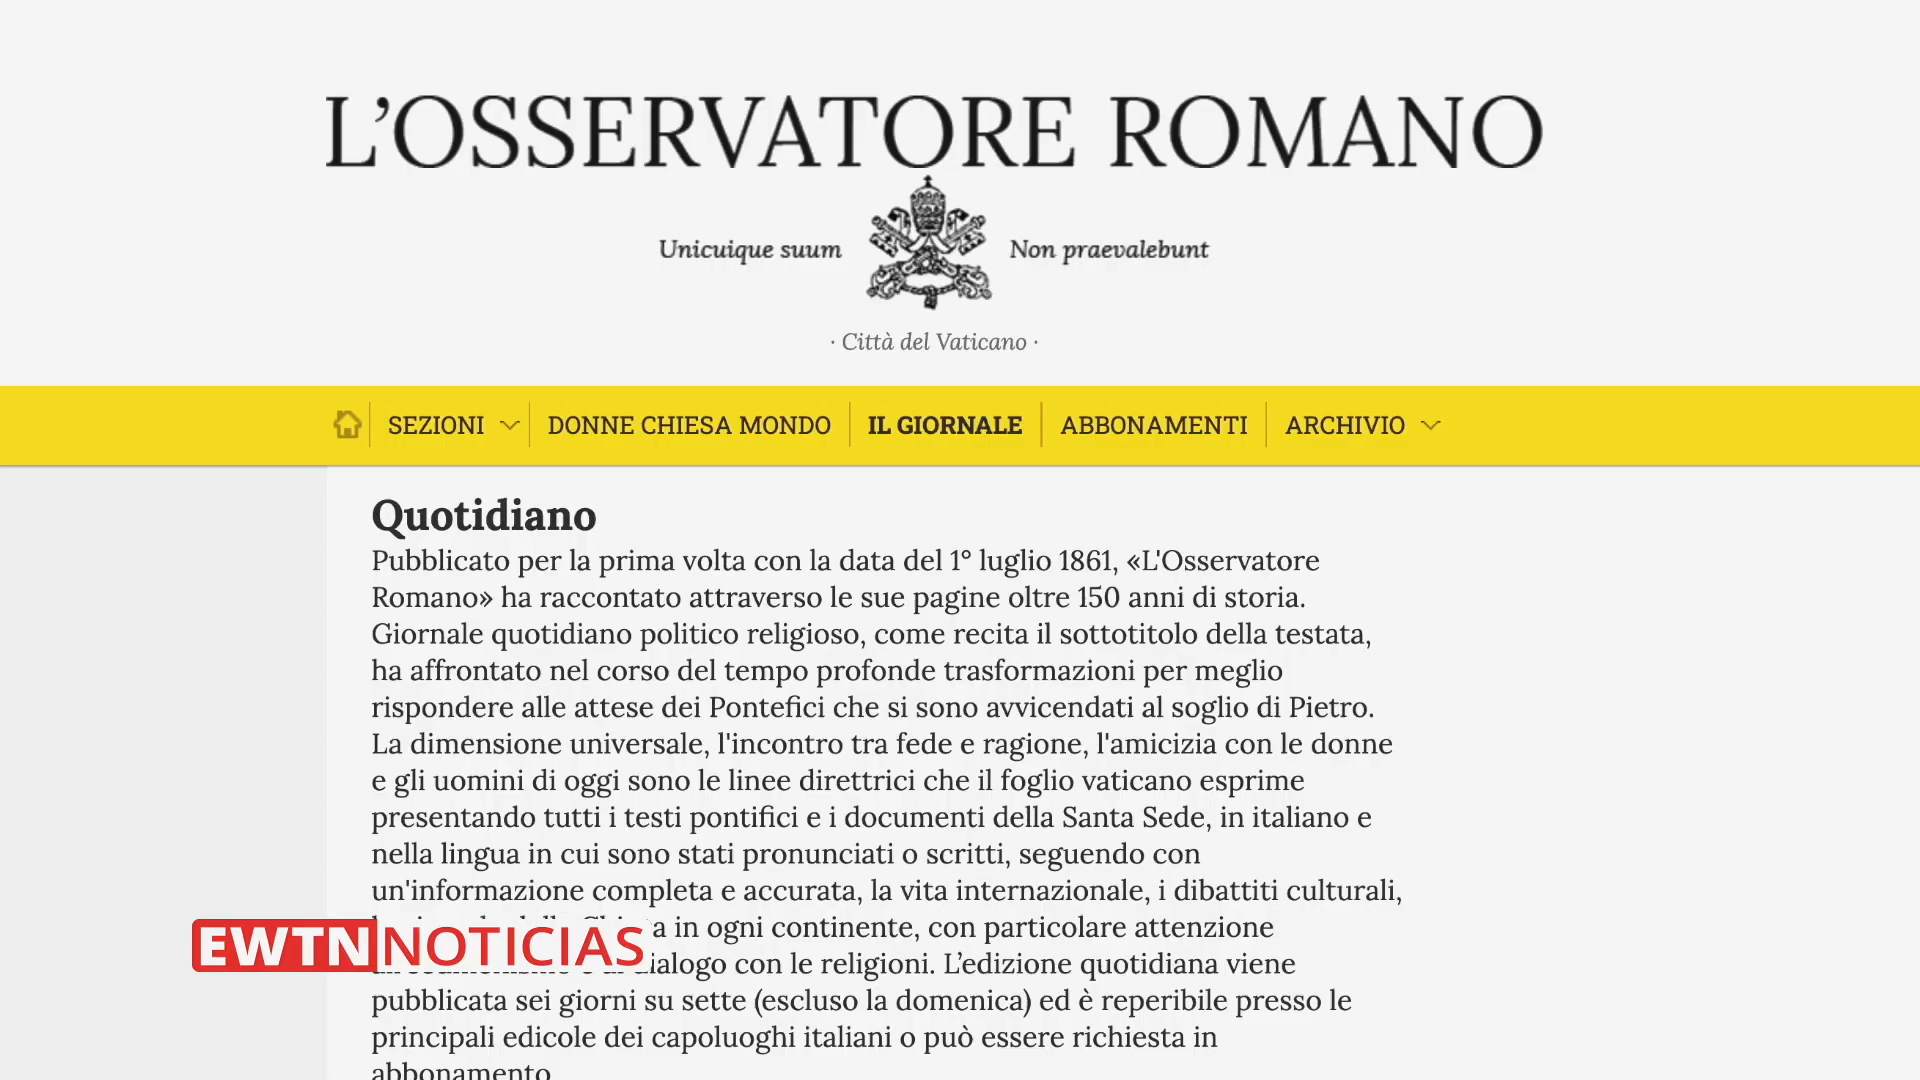 L’OSSERVATORE ROMANO
Unicuique suum
Non praevalebunt
· Città del Vaticano ·
SEZIONI
DONNE CHIESA MONDO
IL GIORNALE
ABBONAMENTI
ARCHIVIO
Quotidiano
Pubblicato per la prima volta con la data del 1° luglio 1861, «L'Osservatore
Romano» ha raccontato attraverso le sue pagine oltre 150 anni di storia.
Giornale quotidiano politico religioso, come recita il sottotitolo della testata,
ha affrontato nel corso del tempo profonde trasformazioni per meglio
rispondere alle attese dei Pontefici che si sono avvicendati al soglio di Pietro.
La dimensione universale, l'incontro tra fede e ragione, l'amicizia con le donne
e gli uomini di oggi sono le linee direttrici che il foglio vaticano esprime
presentando tutti i testi pontifici e i documenti della Santa Sede, in italiano e
nella lingua in cui sono stati pronunciati o scritti, seguendo con
un'informazione completa e accurata, la vita internazionale, i dibattiti culturali,
in ogni continente, con particolare attenzione
EWTN NOTICIAS
con le religioni. L’edizione quotidiana viene
pubblicata sei giorni su sette (escluso la domenica) ed è reperibile presso le
principali edicole dei capoluoghi italiani o può essere richiesta in
abbonamento